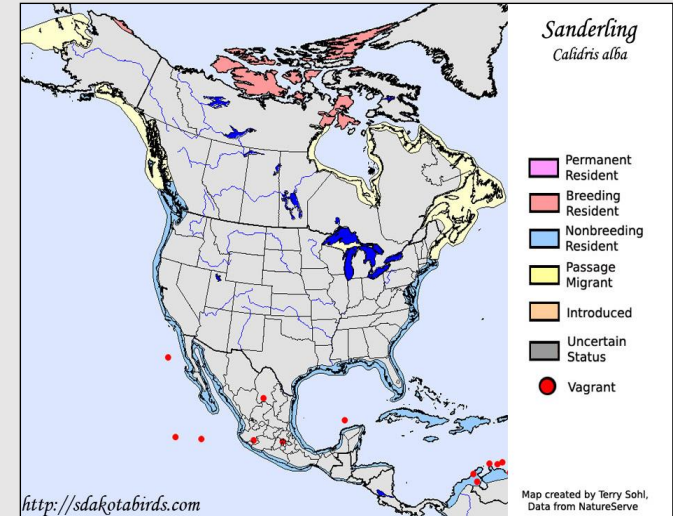 Sanderling
Calidris alba
Permanent
Resident
Breeding
Resident
Nonbreeding
Resident
Passage
Migrant
Introduced
Uncertain
Status
Vagrant
http://sdakotabirds.com
Map created by Terry Sohl,
Data from NatureServe